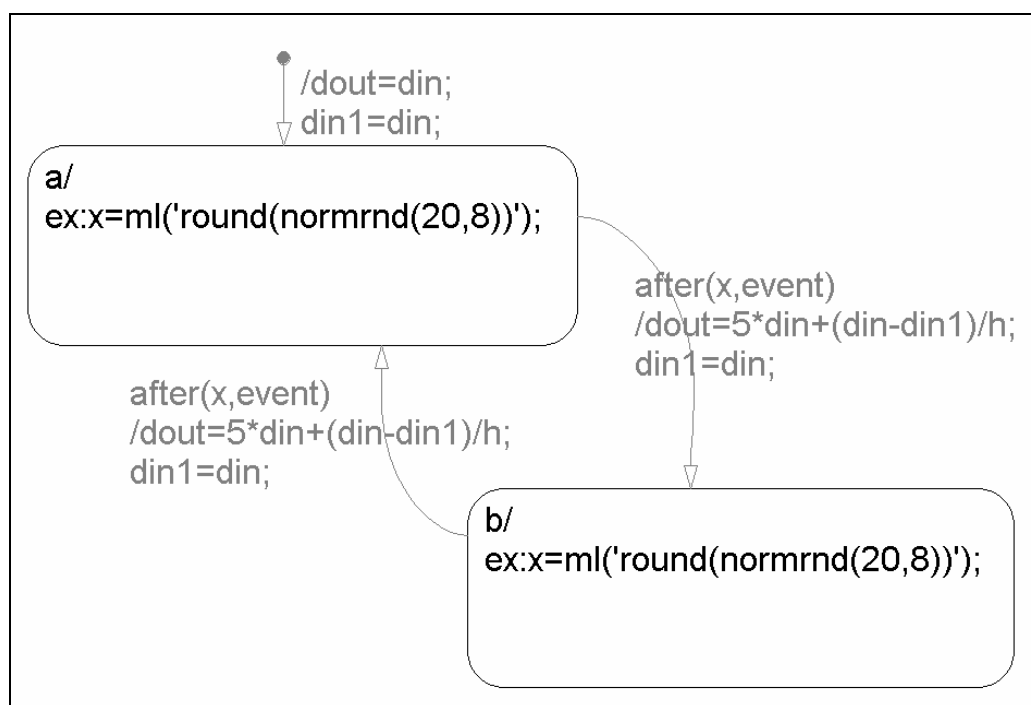 /dout=din;
din1=din;
a/
ex:x=ml('round(normrnd(20,8))');
after(x,event)
/dout=5*din+(din-din1)/h;
din1=din;
after(x,event)
/dout=5*din+(din-din1)/h;
din1=din;
b/
ex:x=ml('round(normrnd(20,8))');